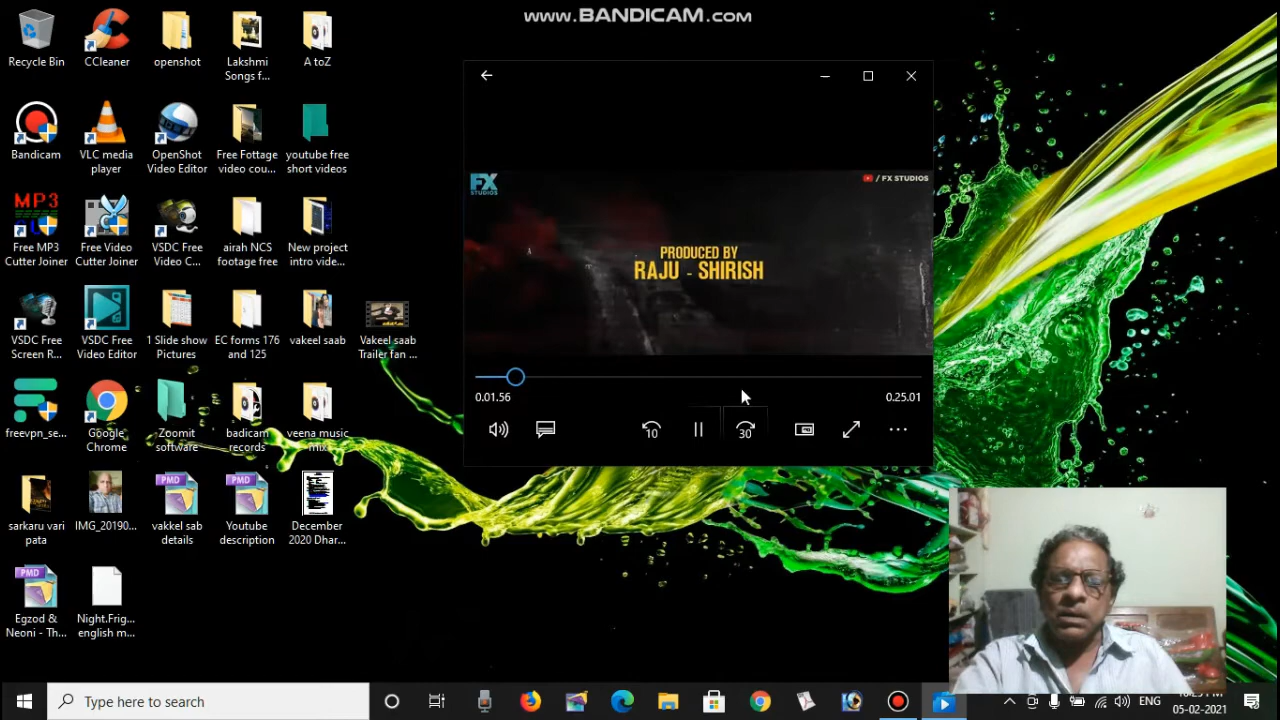 www.BANDICAM.com
Recycle Bin
CCleaner
openshot
Lakshmi
Songs f...
A toZ
Bandicam
VLC media
player
OpenShot
Video Editor
Free Fottage
video cou...
youtube free
short videos
MP3
Free MP3
Cutter Joiner
Free Video
Cutter Joiner
VSDC Free
Video C...
airah NCS
footage free
New project
intro vide...
VSDC Free
Screen R...
VSDC Free
Video Editor
1 Slide show
Pictures
EC forms 176
and 125
vakeel saab
Vakeel saab
Trailer fan ...
freevpn_se...
Google
Chrome
Zoomit
software
badicam
records
veena music
mix
sarkaru vari
pata
IMG_20190...
PMD
vakkel sab
details
PMD
Youtube
description
December
2020 Dhar...
PMD
Egzod &
Neoni - Th...
Night.Frig...
english m...
FX
STUDIOS
/ FX STUDIOS
PRODUCED BY
RAJU - SHIRISH
0.01.56
0.25.01
10
30
Type here to search
ENG
05-02-2021